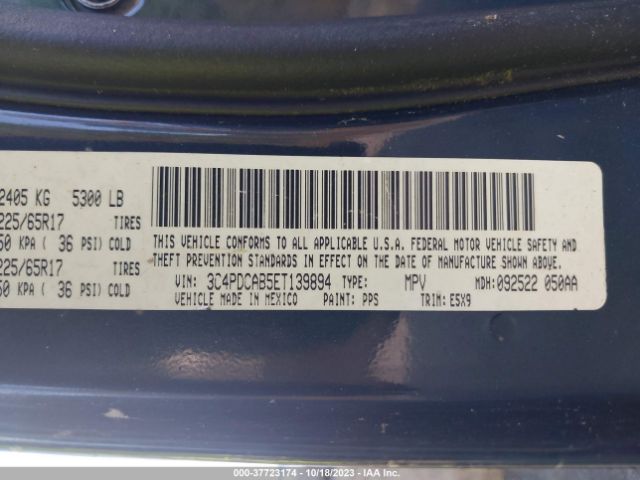 2405 KG 5300 LB
225/65R17 TIRES
50 KPA ( 36 PSI) COLD
225/65R17 TIRES
50 KPA ( 36 PSI) COLD
THIS VEHICLE CONFORMS TO ALL APPLICABLE U.S.A. FEDERAL MOTOR VEHICLE SAFETY AND
THEFT PREVENTION STANDARDS IN EFFECT ON THE DATE OF MANUFACTURE SHOWN ABOVE.
VIN: 3C4PDCAB5ET139894 TYPE: MPV MDH: 092522 050AA
VEHICLE MADE IN MEXICO PAINT: PPS TRIM: E5X9
000-37723174 | 10/18/2023 | IAAI.COM